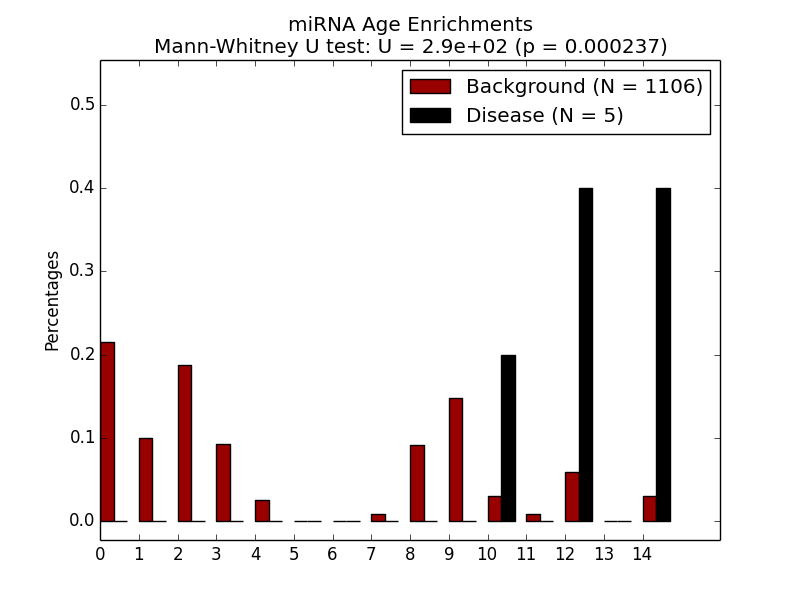 miRNA Age Enrichments
Mann-Whitney U test: U = 2.9e+02 (p = 0.000237)
Background (N = 1106)
Disease (N = 5)
Percentages
0.5
0.4
0.3
0.2
0.1
0.0
0 1 2 3 4 5 6 7 8 9 10 11 12 13 14